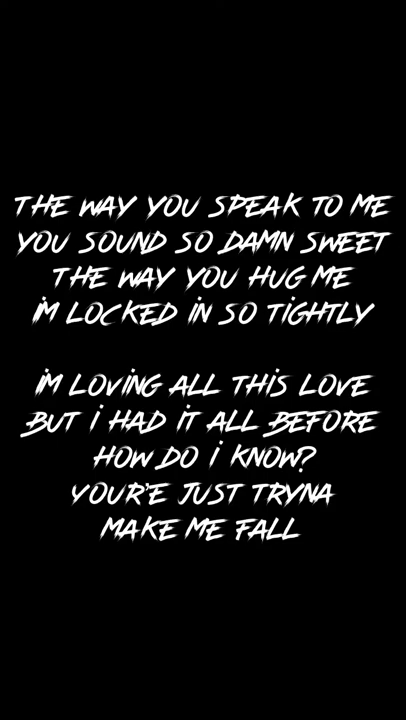 THE WAY YOU SPEAK TO ME
YOU SOUND SO DAMN SWEET
THE WAY YOU HUG ME
iM LOCKED iN SO TiGHTLY
iM LOViNG ALL THiS LOVE
BUT i HAD iT ALL BEFORE
HOW DO i KNOW?
YOUR'E JUST TRYNA
MAKE ME FALL